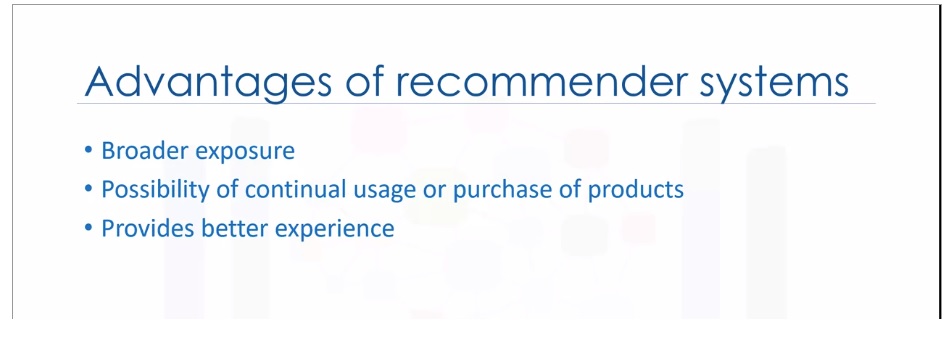 Advantages of recommender systems
• Broader exposure
• Possibility of continual usage or purchase of products
• Provides better experience